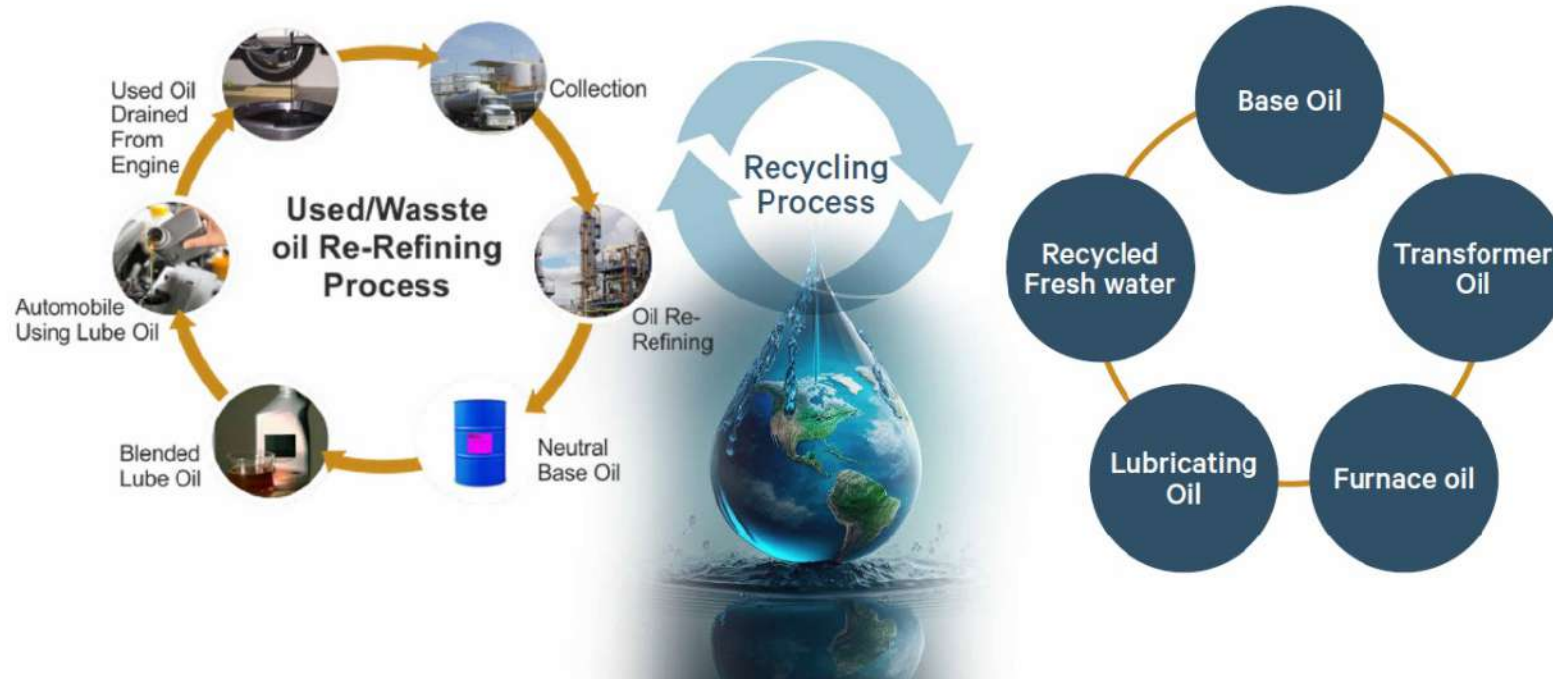 Used Oil
Drained
From
Engine
Collection
Used/Wasste
oil Re-Refining
Process
Automobile
Using Lube Oil
Oil Re-
Refining
Blended
Lube Oil
Neutral
Base Oil
Recycling
Process
Base Oil
Recycled
Fresh water
Transformer
Oil
Lubricating
Oil
Furnace oil